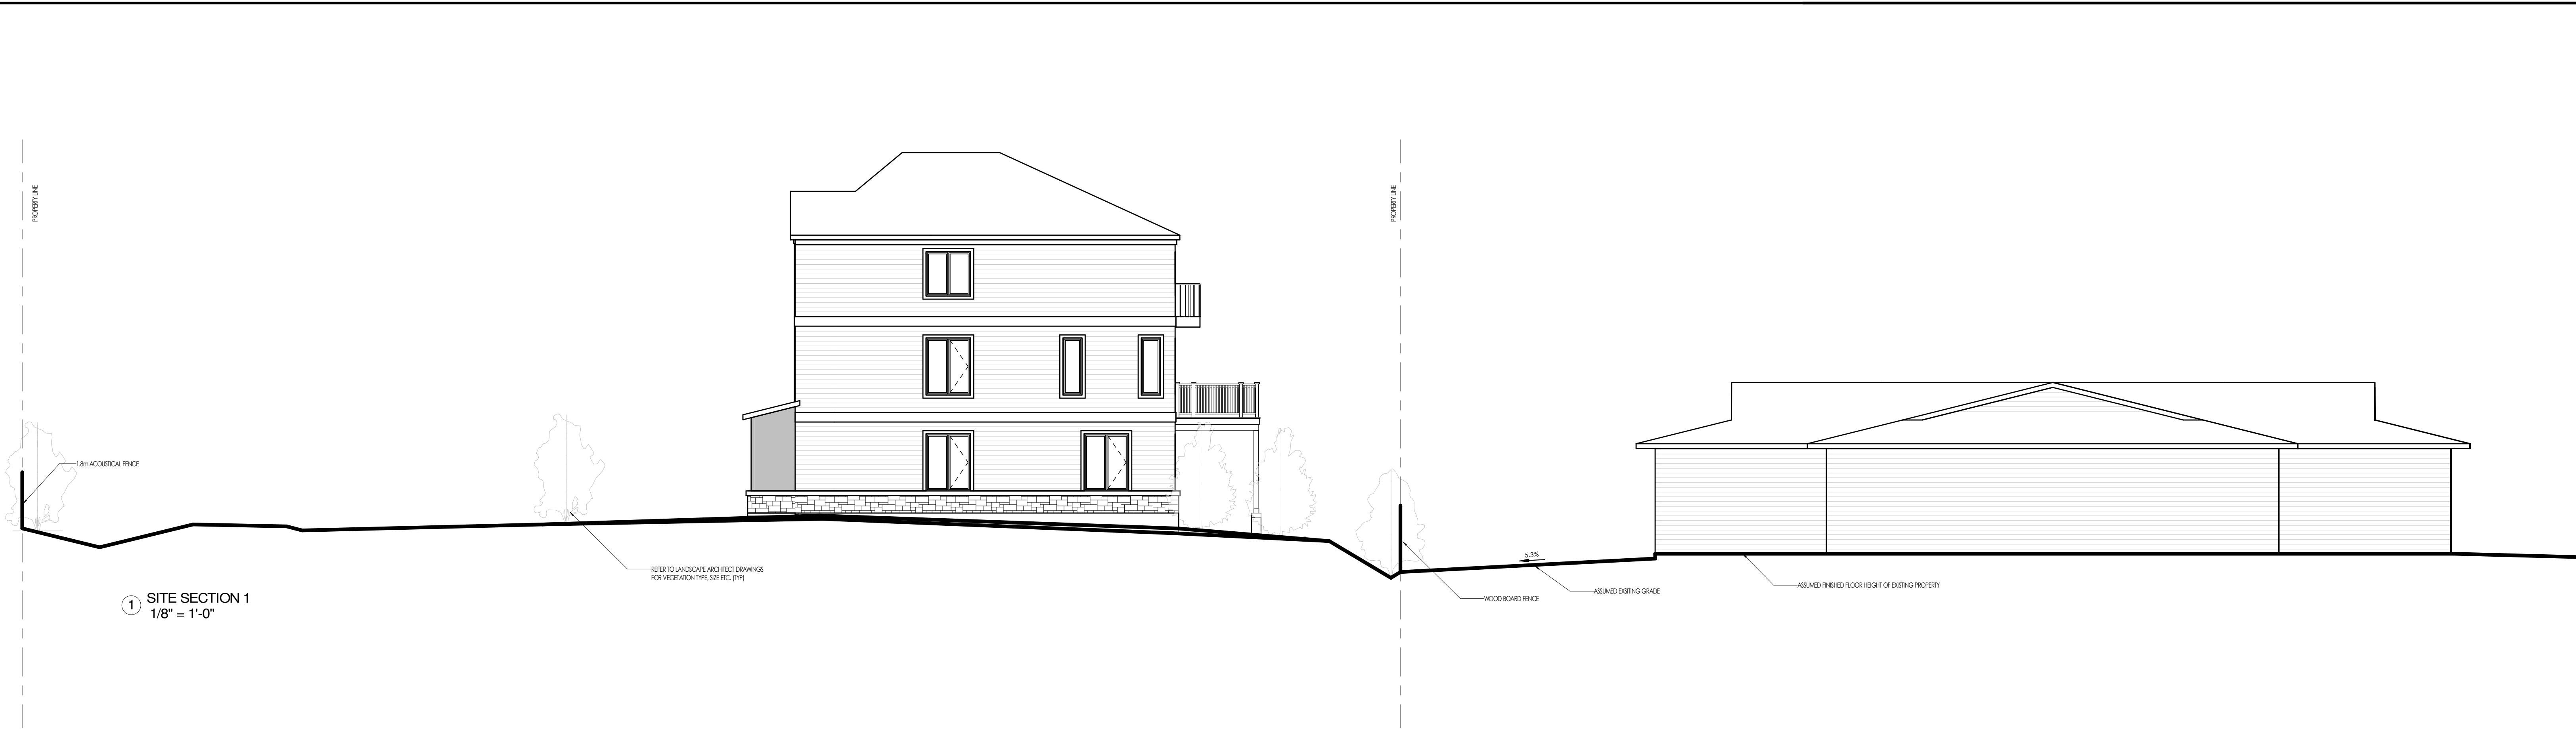 PROPERTY LINE
PROPERTY LINE
1.8m ACOUSTICAL FENCE
REFER TO LANDSCAPE ARCHITECT DRAWINGS
FOR VEGETATION TYPE, SIZE ETC. (TYP)
5.3%
ASSUMED EXSITING GRADE
WOOD BOARD FENCE
ASSUMED FINISHED FLOOR HEIGHT OF EXISTING PROPERTY
1
SITE SECTION 1
1/8" = 1'-0"